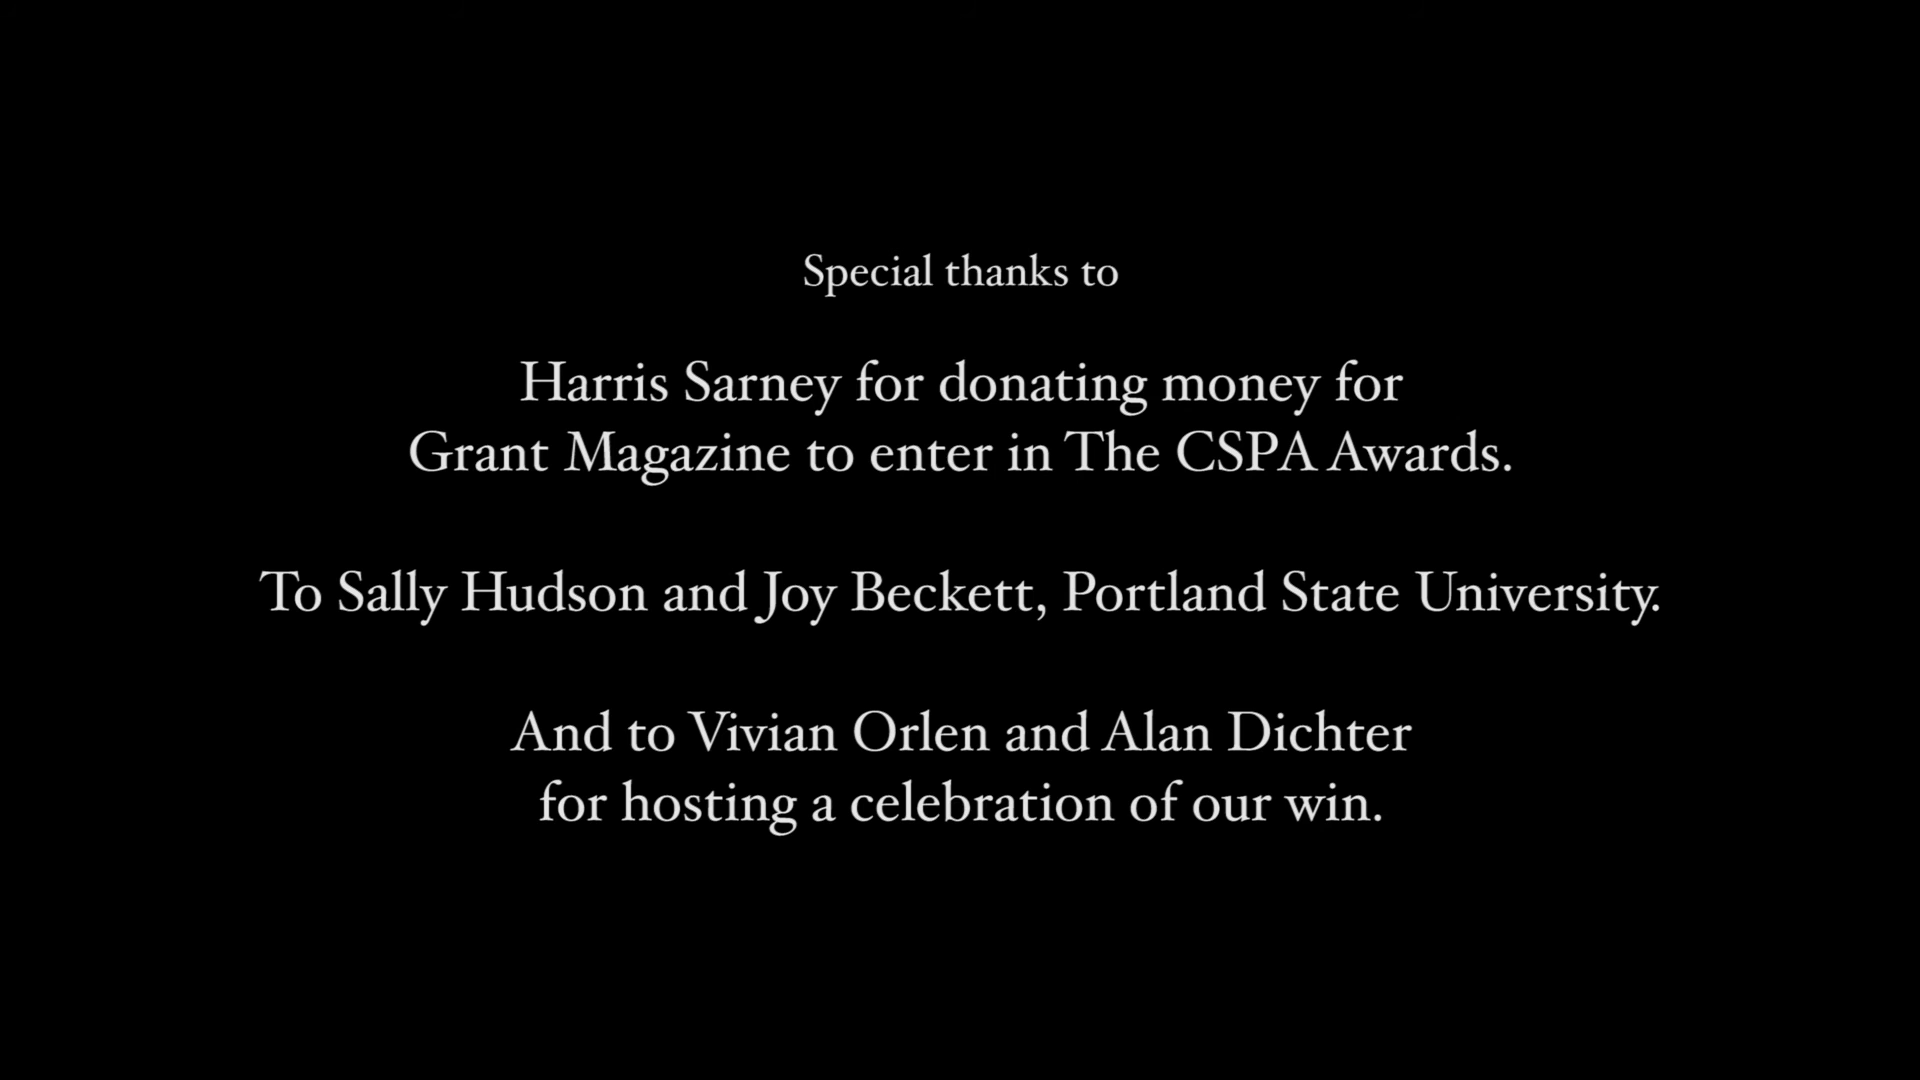 Special thanks to
Harris Sarney for donating money for
Grant Magazine to enter in The CSPA Awards.
To Sally Hudson and Joy Beckett, Portland State University.
And to Vivian Orlen and Alan Dichter
for hosting a celebration of our win.